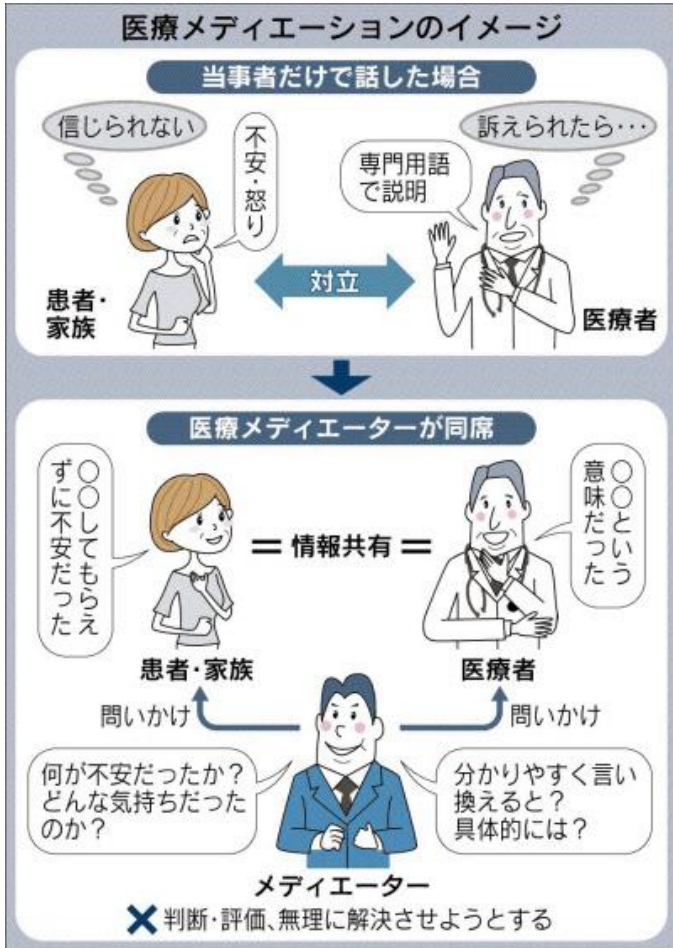 医療メディエーションのイメージ
当事者だけで話した場合
信じられない
不安・怒り
訴えられたら･･･
専門用語
で説明
対立
患者・
家族
医療者
医療メディエーターが同席
○○してもらえ
ずに不安だった
＝情報共有＝
○○という
意味だった
患者・家族
医療者
問いかけ
問いかけ
何が不安だったか？
どんな気持ちだった
のか？
分かりやすく言い
換えると？
具体的には？
メディエーター
✕判断・評価、無理に解決させようとする